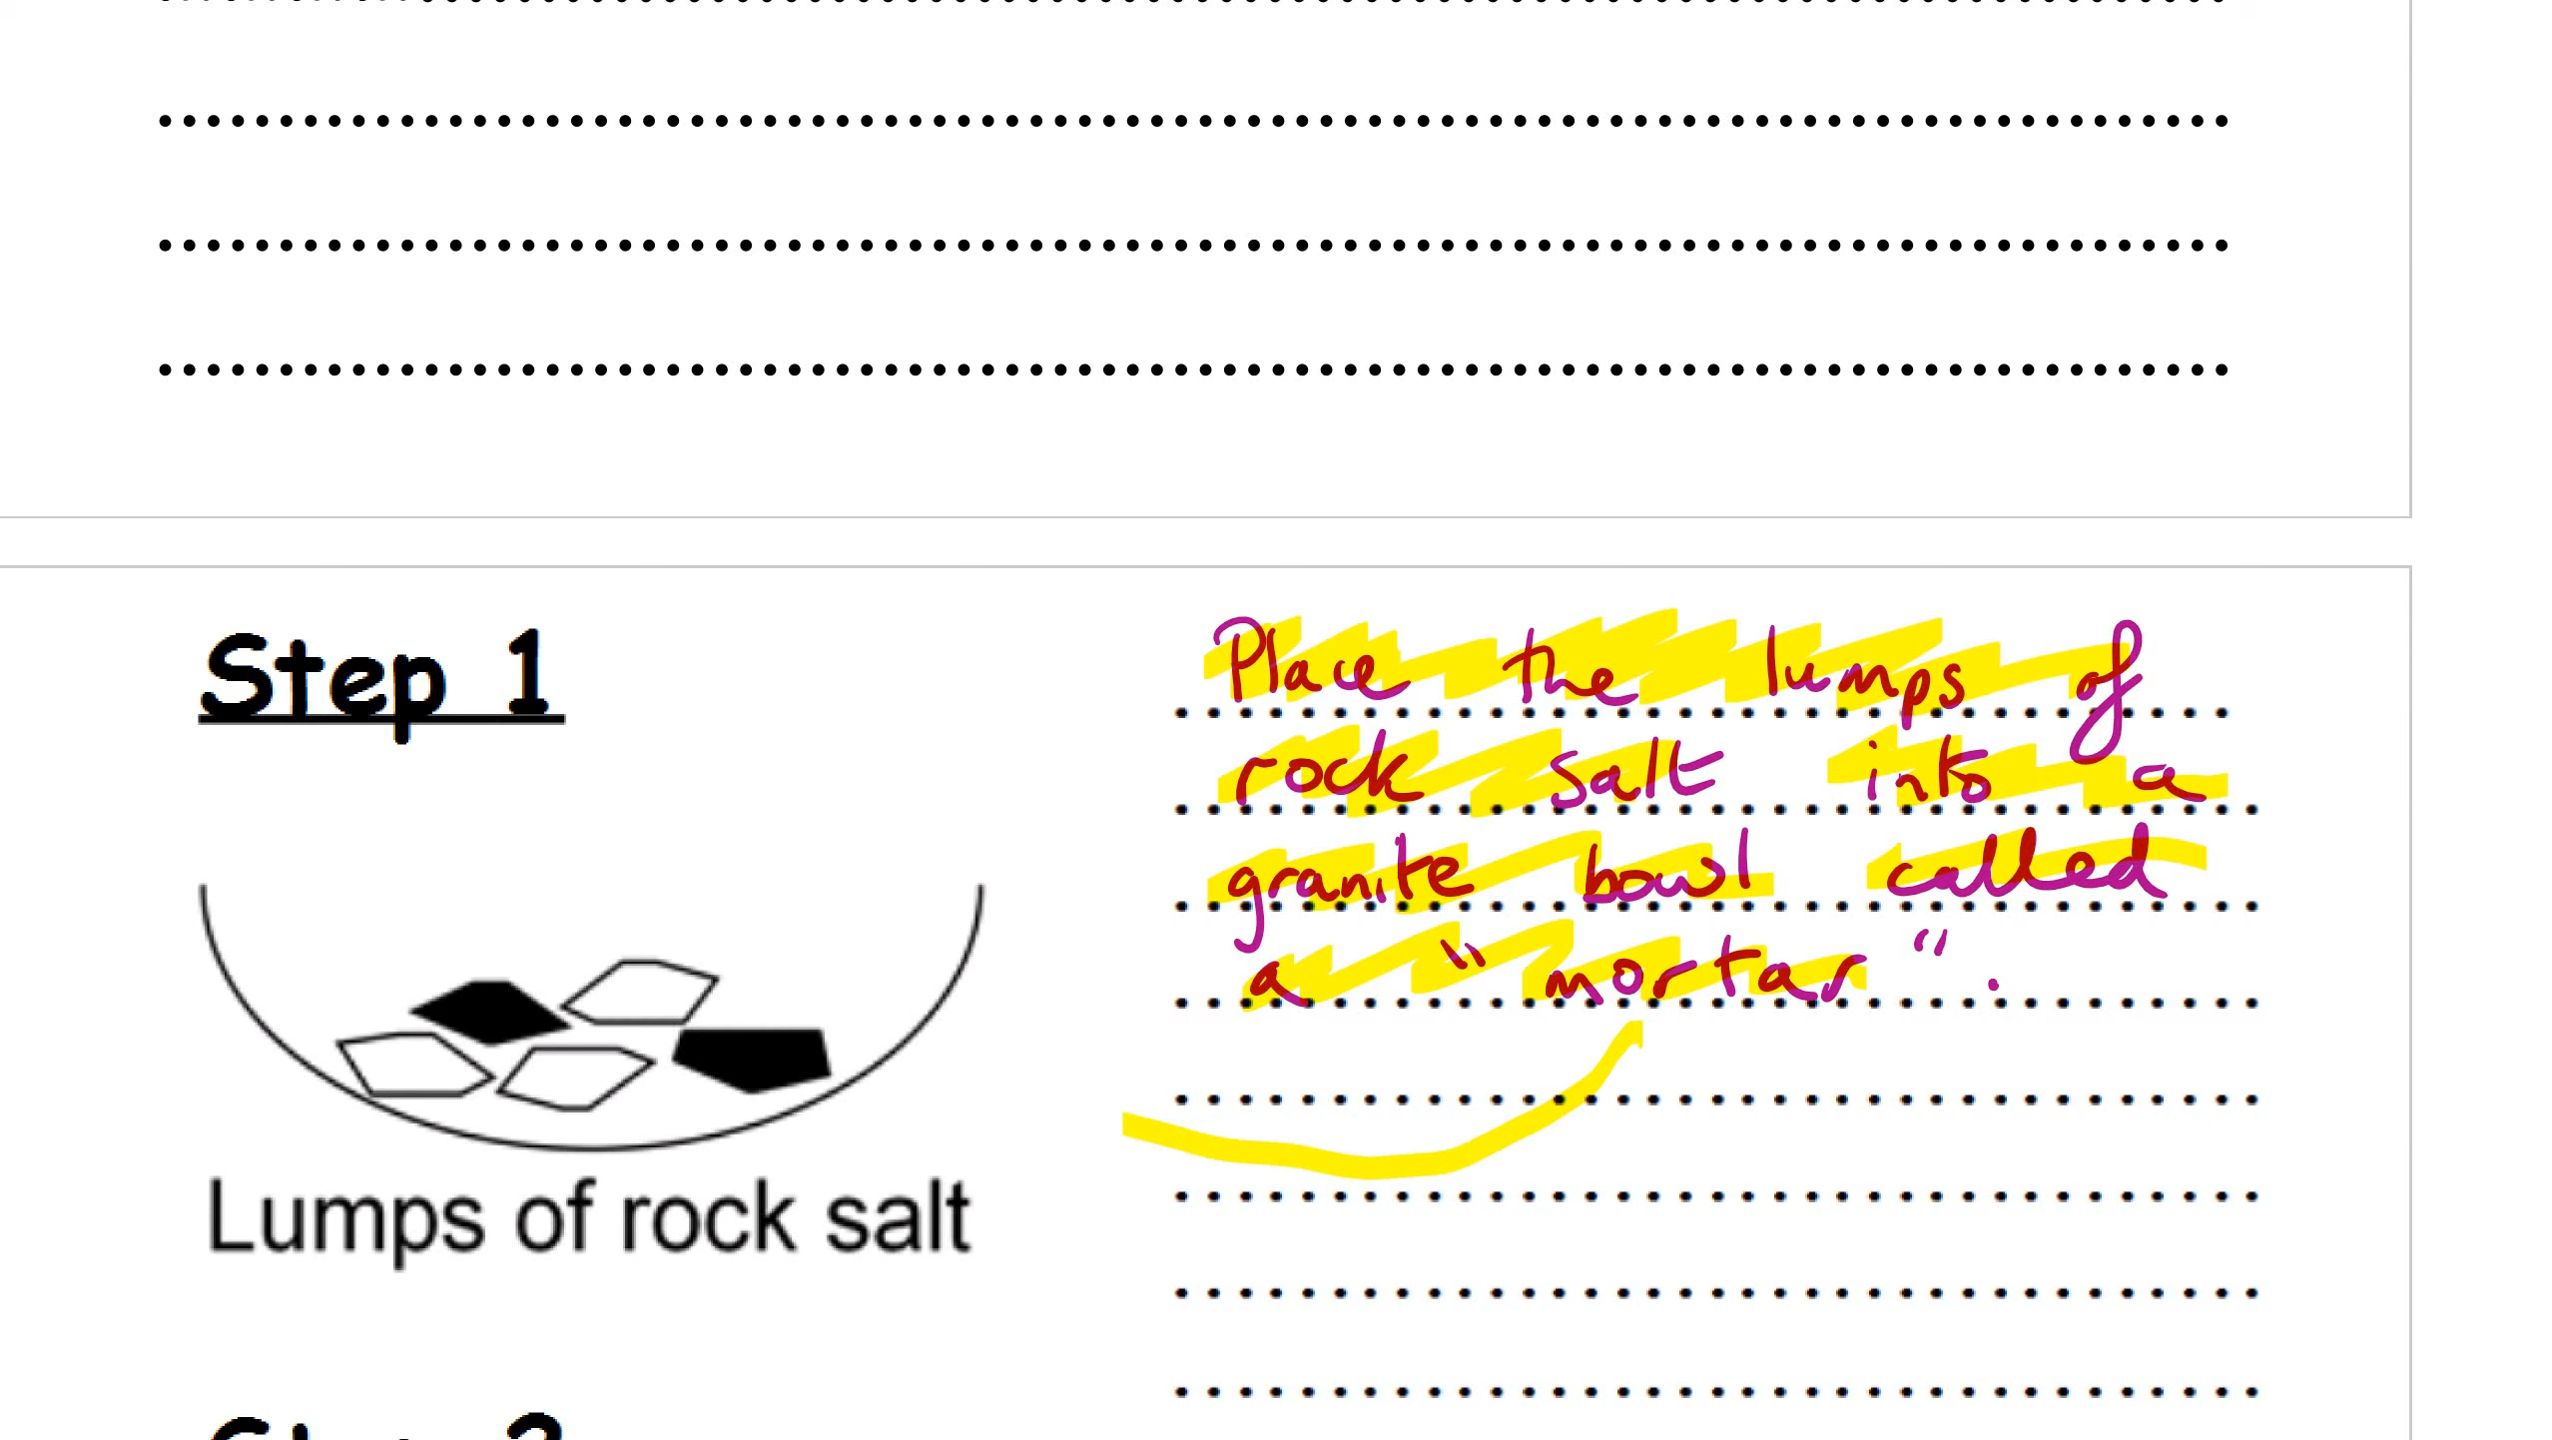 Step 1
Place the lumps of
rock salt into a
granite bowl called
a "mortar".
Lumps of rock salt